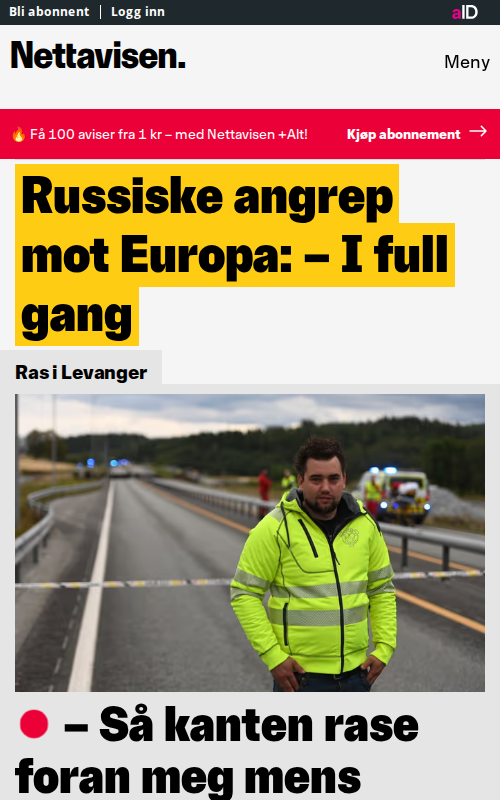 Bli abonnent | Logg inn
aID
Nettavisen.
Meny
🔥 Få 100 aviser fra 1 kr – med Nettavisen +Alt!
Kjøp abonnement →
Russiske angrep
mot Europa: – I full
gang
Ras i Levanger
– Så kanten rase
foran meg mens